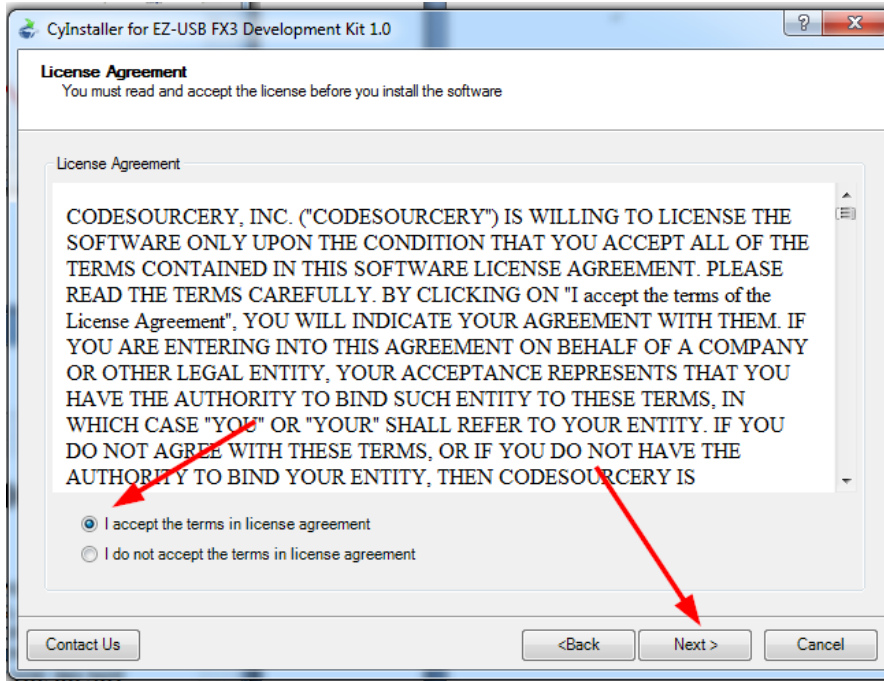 CyInstaller for EZ-USB FX3 Development Kit 1.0
License Agreement
You must read and accept the license before you install the software
License Agreement
CODESOURCERY, INC. ("CODESOURCERY") IS WILLING TO LICENSE THE
SOFTWARE ONLY UPON THE CONDITION THAT YOU ACCEPT ALL OF THE
TERMS CONTAINED IN THIS SOFTWARE LICENSE AGREEMENT. PLEASE
READ THE TERMS CAREFULLY. BY CLICKING ON "I accept the terms of the
License Agreement", YOU WILL INDICATE YOUR AGREEMENT WITH THEM. IF
YOU ARE ENTERING INTO THIS AGREEMENT ON BEHALF OF A COMPANY
OR OTHER LEGAL ENTITY, YOUR ACCEPTANCE REPRESENTS THAT YOU
HAVE THE AUTHORITY TO BIND SUCH ENTITY TO THESE TERMS, IN
WHICH CASE "YOU" OR "YOUR" SHALL REFER TO YOUR ENTITY. IF YOU
DO NOT AGREE WITH THESE TERMS, OR IF YOU DO NOT HAVE THE
AUTHORITY TO BIND YOUR ENTITY, THEN CODESOURCERY IS
I accept the terms in license agreement
I do not accept the terms in license agreement
Contact Us
<Back
Next >
Cancel